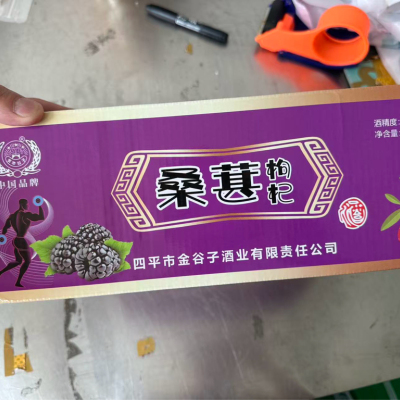 中国品牌
桑葚
枸杞
酒精度:
净含量:
四平市金谷子酒业有限责任公司